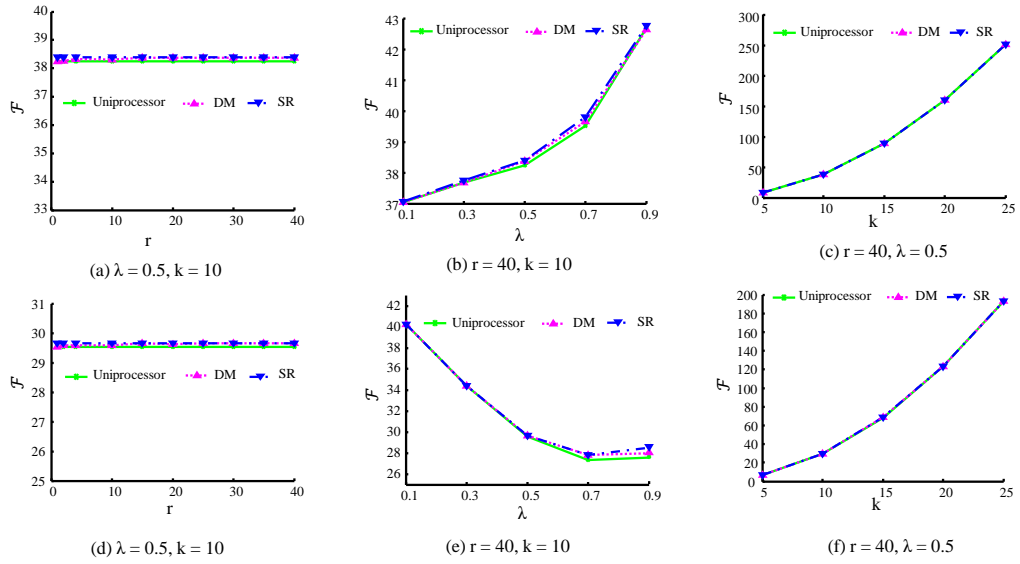 40
39
38
37
36
35
34
33
ℱ
Uniprocessor DM SR
0 10 20 30 40
r
(a) λ = 0.5, k = 10
43
42
41
40
39
38
37
ℱ
Uniprocessor DM SR
0.1 0.3 0.5 0.7 0.9
λ
(b) r = 40, k = 10
300
250
200
150
100
50
0
ℱ
Uniprocessor DM SR
5 10 15 20 25
k
(c) r = 40, λ = 0.5
31
30
29
28
27
26
25
ℱ
Uniprocessor DM SR
0 10 20 30 40
r
(d) λ = 0.5, k = 10
42
40
38
36
34
32
30
28
26
ℱ
Uniprocessor DM SR
0.1 0.3 0.5 0.7 0.9
λ
(e) r = 40, k = 10
200
180
160
140
120
100
80
60
40
20
0
ℱ
Uniprocessor DM SR
5 10 15 20 25
k
(f) r = 40, λ = 0.5